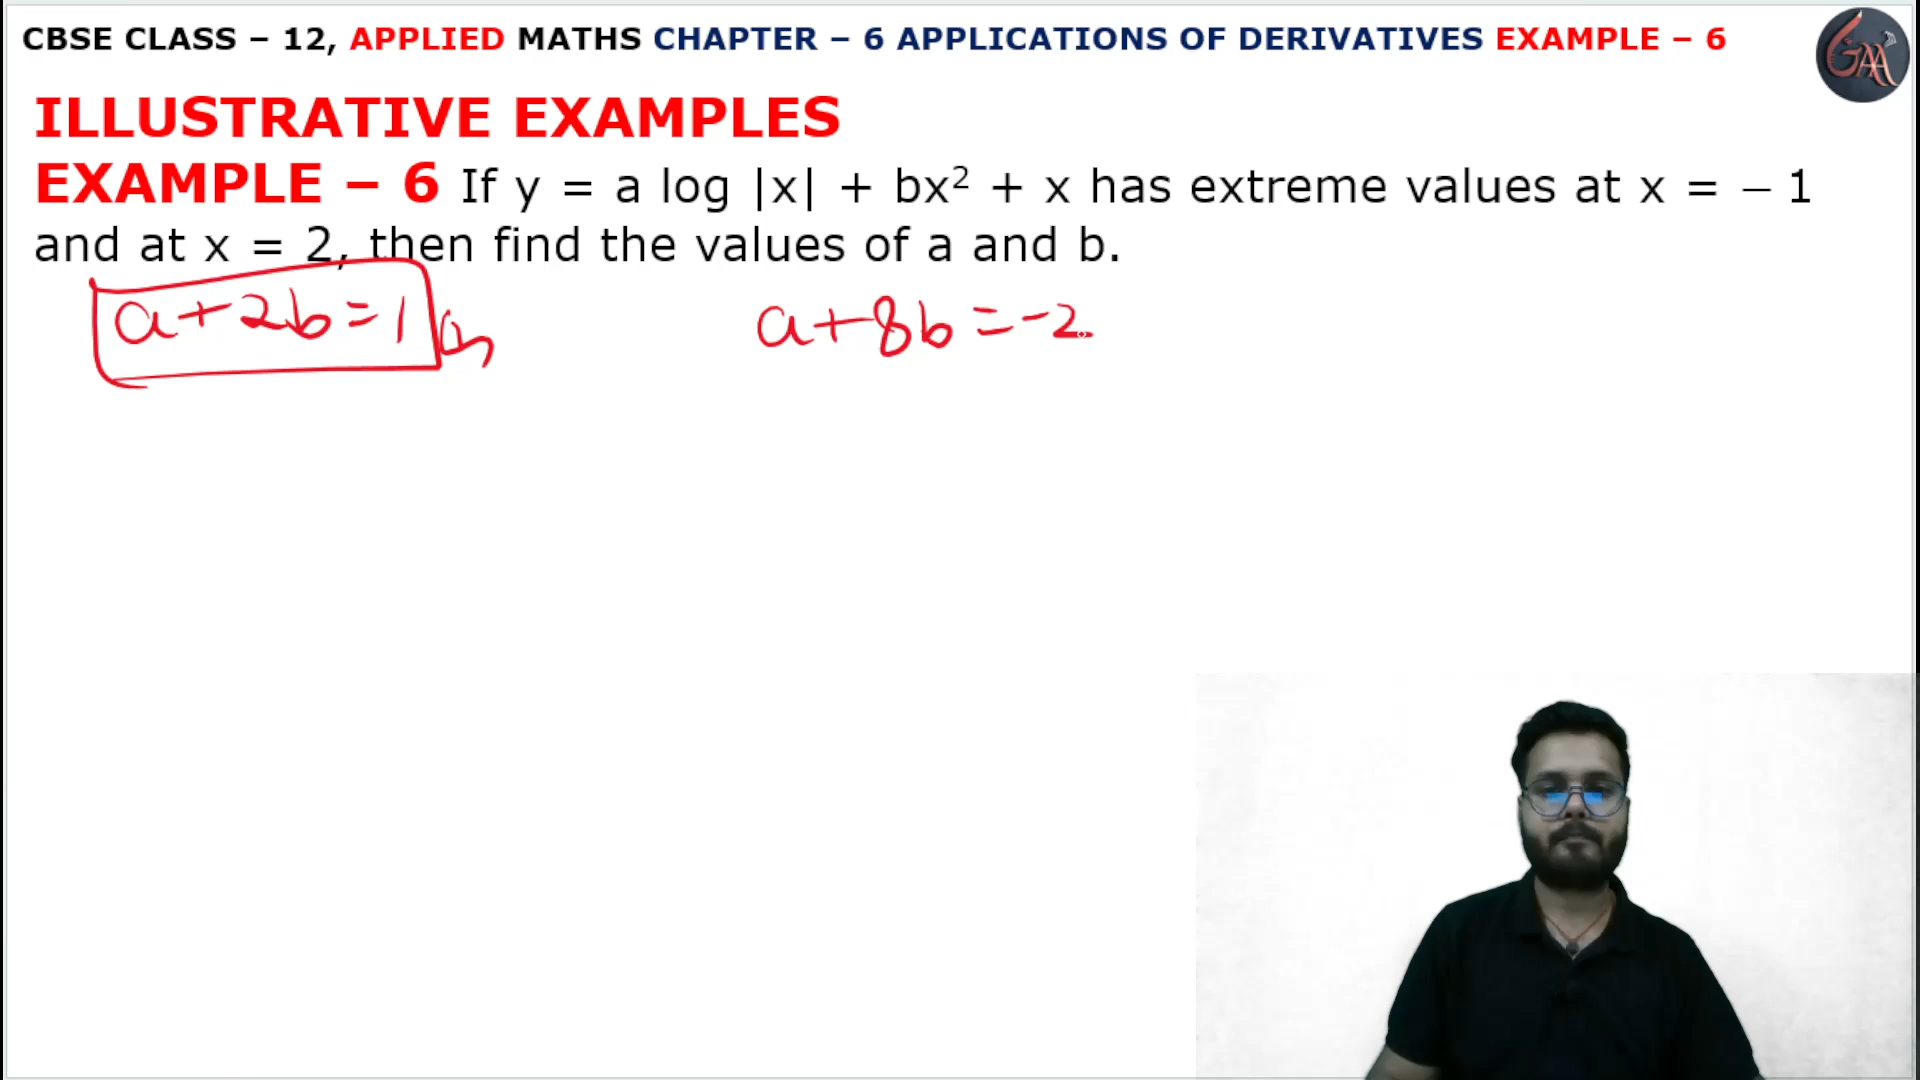 CBSE CLASS – 12, APPLIED MATHS CHAPTER – 6 APPLICATIONS OF DERIVATIVES EXAMPLE – 6
ILLUSTRATIVE EXAMPLES
EXAMPLE – 6 If y = a log |x| + bx² + x has extreme values at x = – 1
and at x = 2, then find the values of a and b.
a+2b=1
a+8b=-2